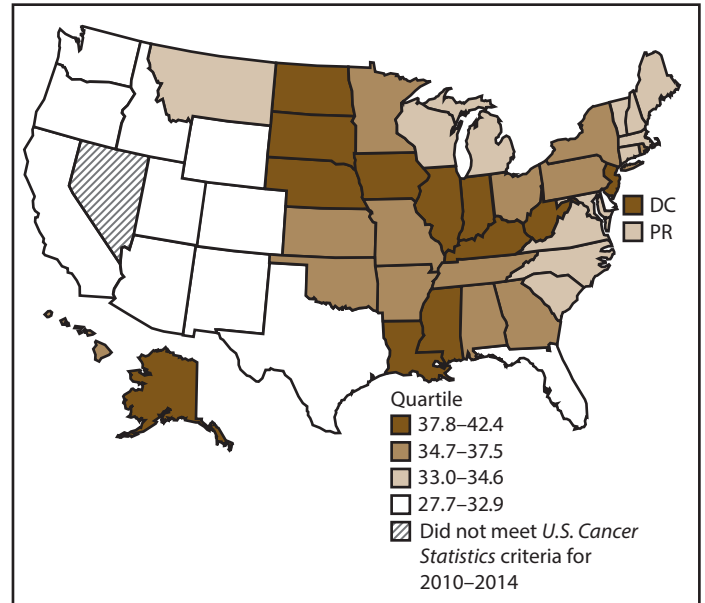 DC
PR
Quartile
37.8–42.4
34.7–37.5
33.0–34.6
27.7–32.9
Did not meet U.S. Cancer
Statistics criteria for
2010–2014